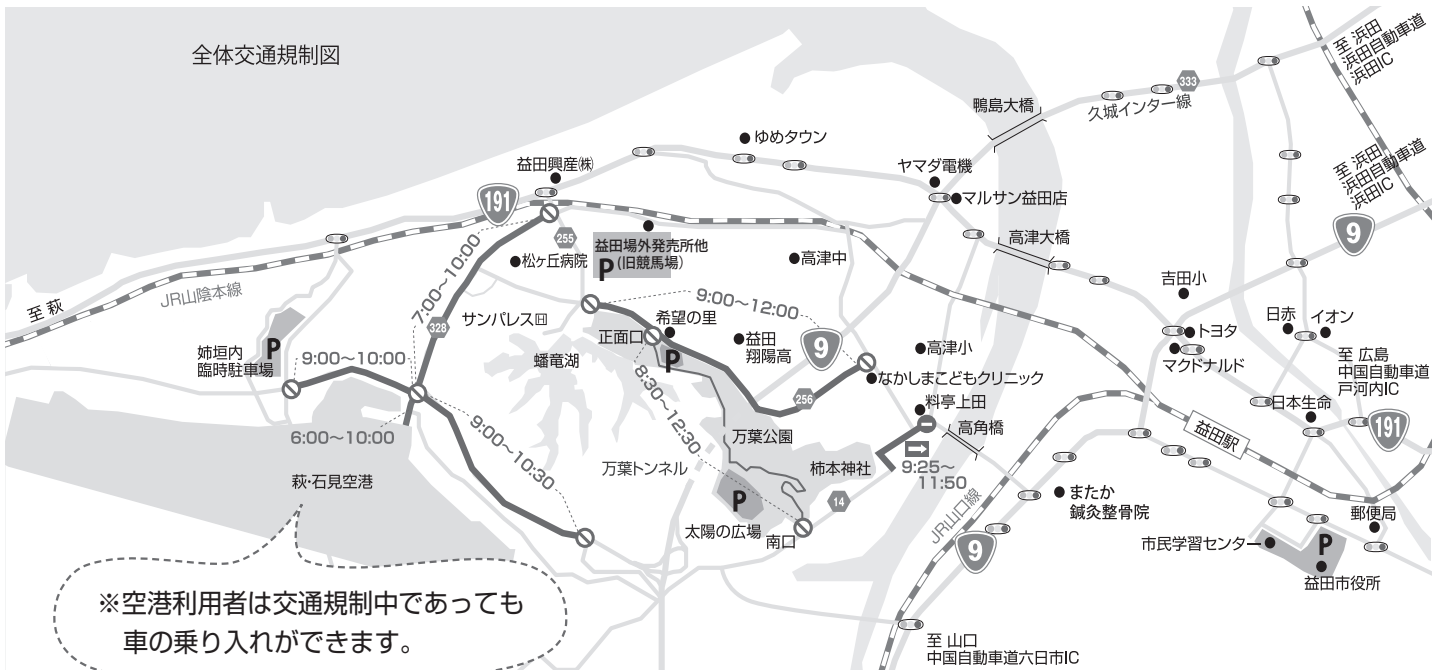 全体交通規制図
至 浜田
浜田自動車道
浜田IC
333
久城インター線
鴨島大橋
ゆめタウン
益田興産㈱
ヤマダ電機
マルサン益田店
至 浜田
浜田自動車道
浜田IC
191
9
255
益田場外発売所他
(旧競馬場)
P
松ヶ丘病院
高津中
高津大橋
吉田小
7:00〜10:00
至 萩
JR山陰本線
328
サンパレスH
9:00〜12:00
希望の里
正面口
P
益田
翔陽高
9
高津小
トヨタ
マクドナルド
日赤
イオン
姉垣内
臨時駐車場
P
9:00〜10:00
蟠竜湖
なかしまこどもクリニック
至 広島
中国自動車道
戸河内IC
8:30〜12:30
256
料亭上田
日本生命
6:00〜10:00
9:00〜10:30
万葉公園
高角橋
益田駅
191
萩・石見空港
万葉トンネル
柿本神社
9:25〜
11:50
P
太陽の広場
南口
14
JR山口線
またか
鍼灸整骨院
9
郵便局
市民学習センター
P
益田市役所
※空港利用者は交通規制中であっても
車の乗り入れができます。
至 山口
中国自動車道六日市IC